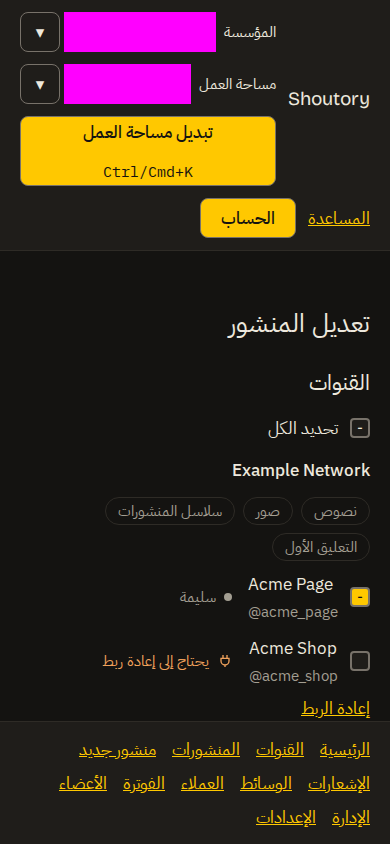 المؤسسة
▼
مساحة العمل
▼
Shoutory
تبديل مساحة العمل
Ctrl/Cmd+K
المساعدة
الحساب
تعديل المنشور
القنوات
تحديد الكل
Example Network
نصوص صور سلاسل المنشورات
التعليق الأول
Acme Page
سليمة
@acme_page
Acme Shop
يحتاج إلى إعادة ربط
@acme_shop
إعادة الربط
الرئيسية القنوات المنشورات منشور جديد
الإشعارات الوسائط العملاء الفوترة الأعضاء
الإدارة الإعدادات